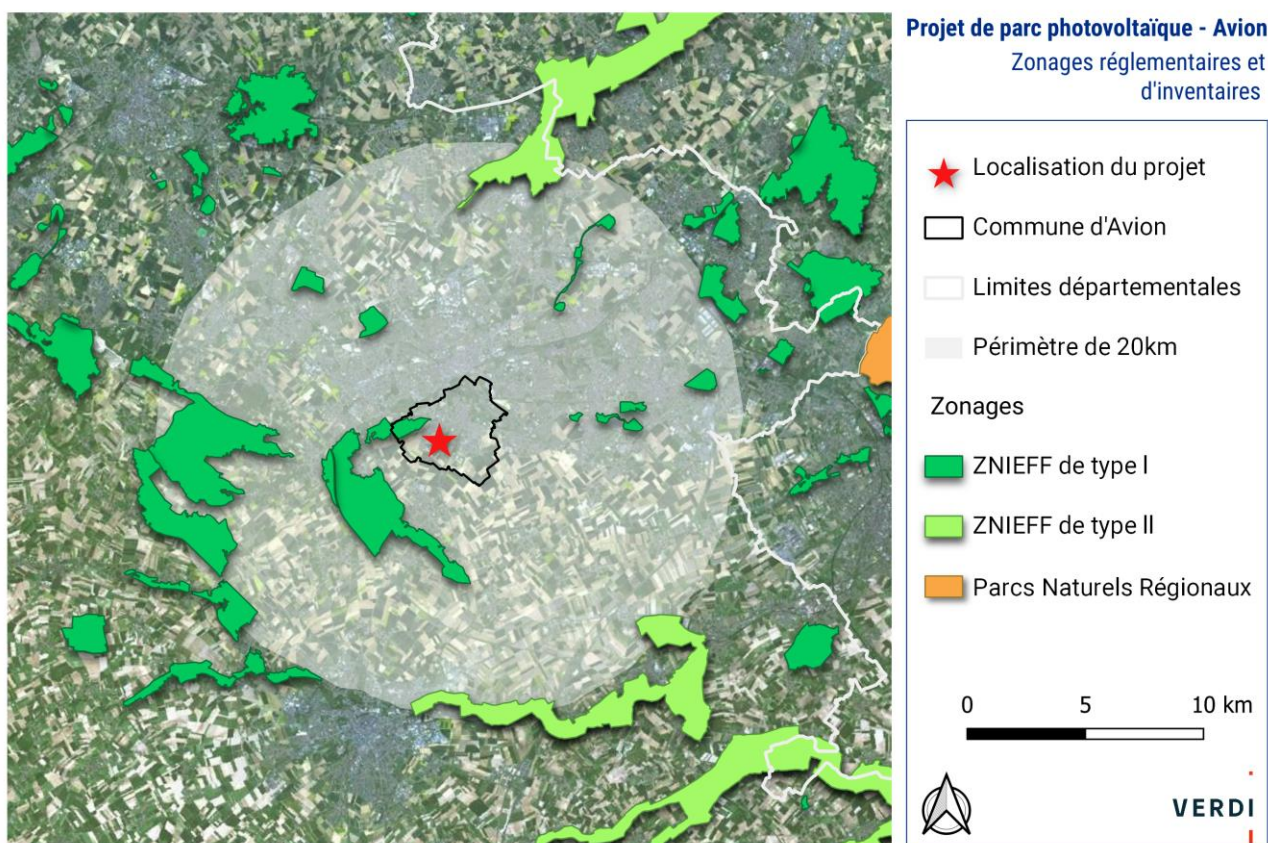 Projet de parc photovoltaïque - Avion
Zonages réglementaires et
d'inventaires
Localisation du projet
Commune d'Avion
Limites départementales
Périmètre de 20km
Zonages
ZNIEFF de type I
ZNIEFF de type II
Parcs Naturels Régionaux
0 5 10 km
VERDI